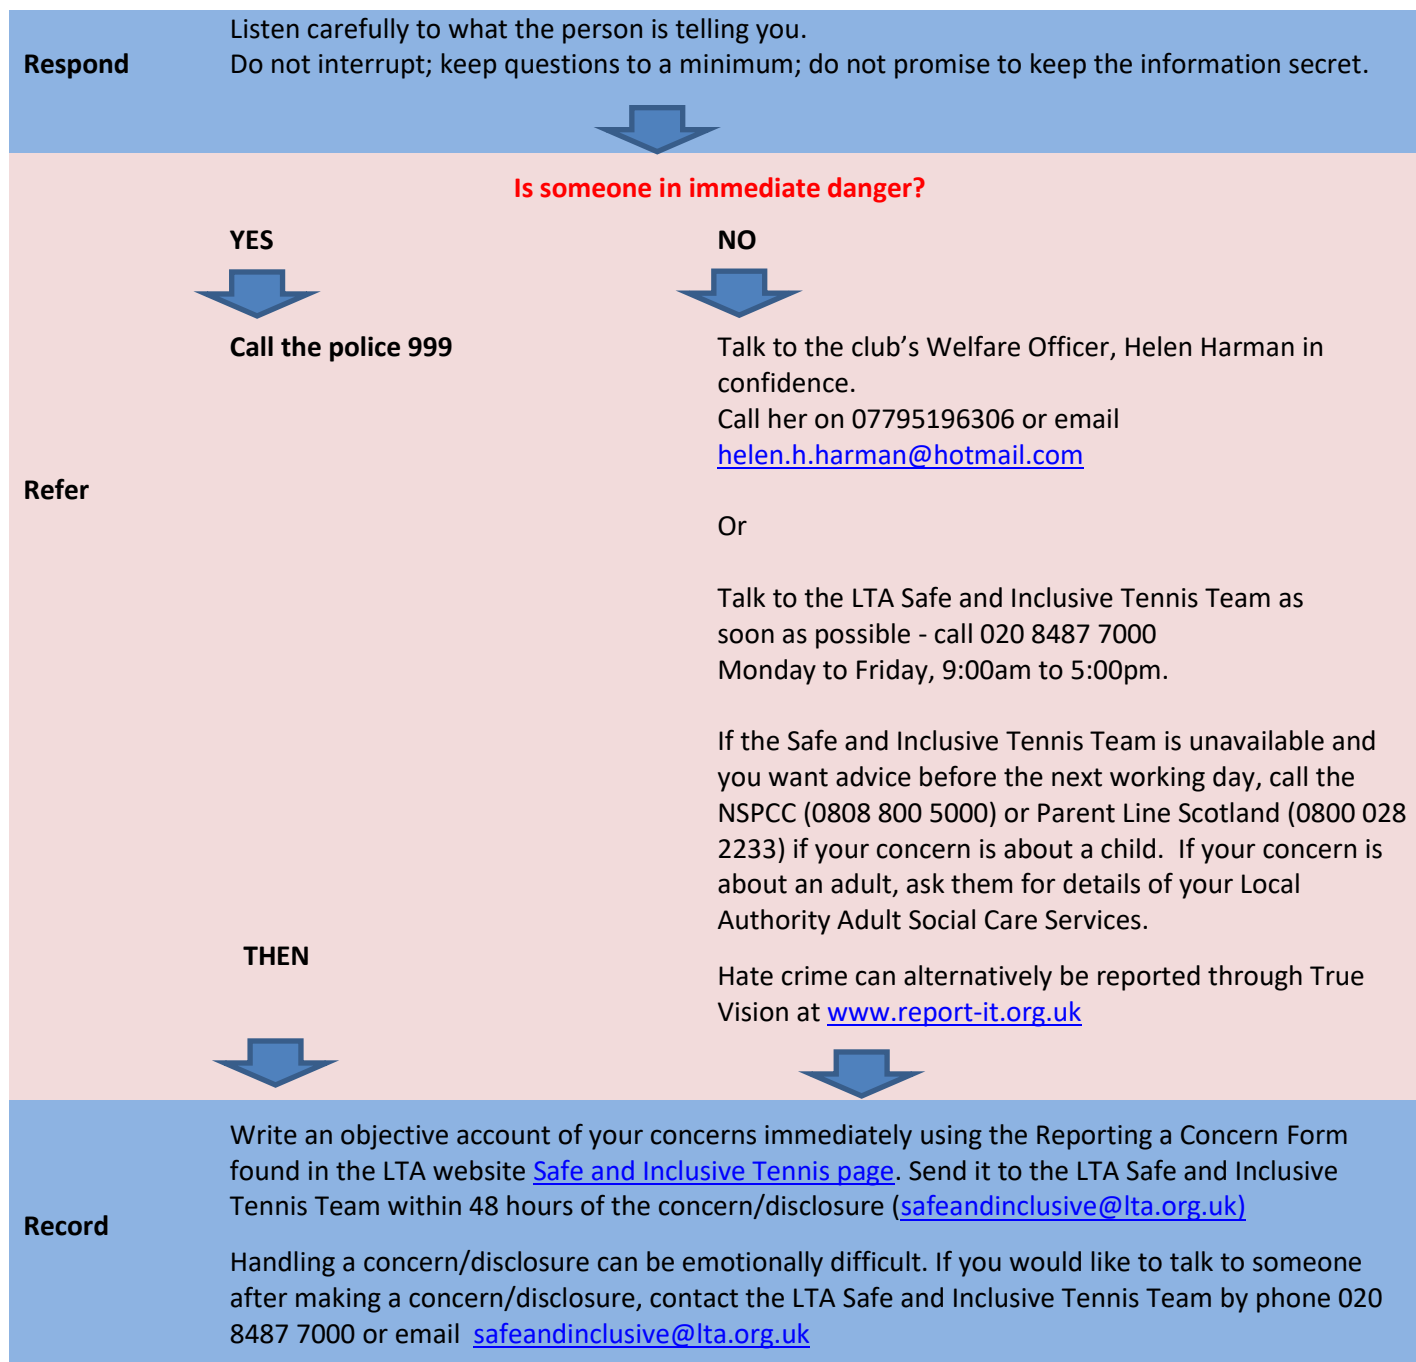 Listen carefully to what the person is telling you.
Respond
Do not interrupt; keep questions to a minimum; do not promise to keep the information secret.
Is someone in immediate danger?
YES
NO
Call the police 999
Talk to the club’s Welfare Officer, Helen Harman in
confidence.
Call her on 07795196306 or email
helen.h.harman@hotmail.com
Refer
Or
Talk to the LTA Safe and Inclusive Tennis Team as
soon as possible - call 020 8487 7000
Monday to Friday, 9:00am to 5:00pm.
If the Safe and Inclusive Tennis Team is unavailable and
you want advice before the next working day, call the
NSPCC (0808 800 5000) or Parent Line Scotland (0800 028
2233) if your concern is about a child.  If your concern is
about an adult, ask them for details of your Local
Authority Adult Social Care Services.
THEN
Hate crime can alternatively be reported through True
Vision at www.report-it.org.uk
Write an objective account of your concerns immediately using the Reporting a Concern Form
found in the LTA website Safe and Inclusive Tennis page. Send it to the LTA Safe and Inclusive
Tennis Team within 48 hours of the concern/disclosure (safeandinclusive@lta.org.uk)
Record
Handling a concern/disclosure can be emotionally difficult. If you would like to talk to someone
after making a concern/disclosure, contact the LTA Safe and Inclusive Tennis Team by phone 020
8487 7000 or email  safeandinclusive@lta.org.uk